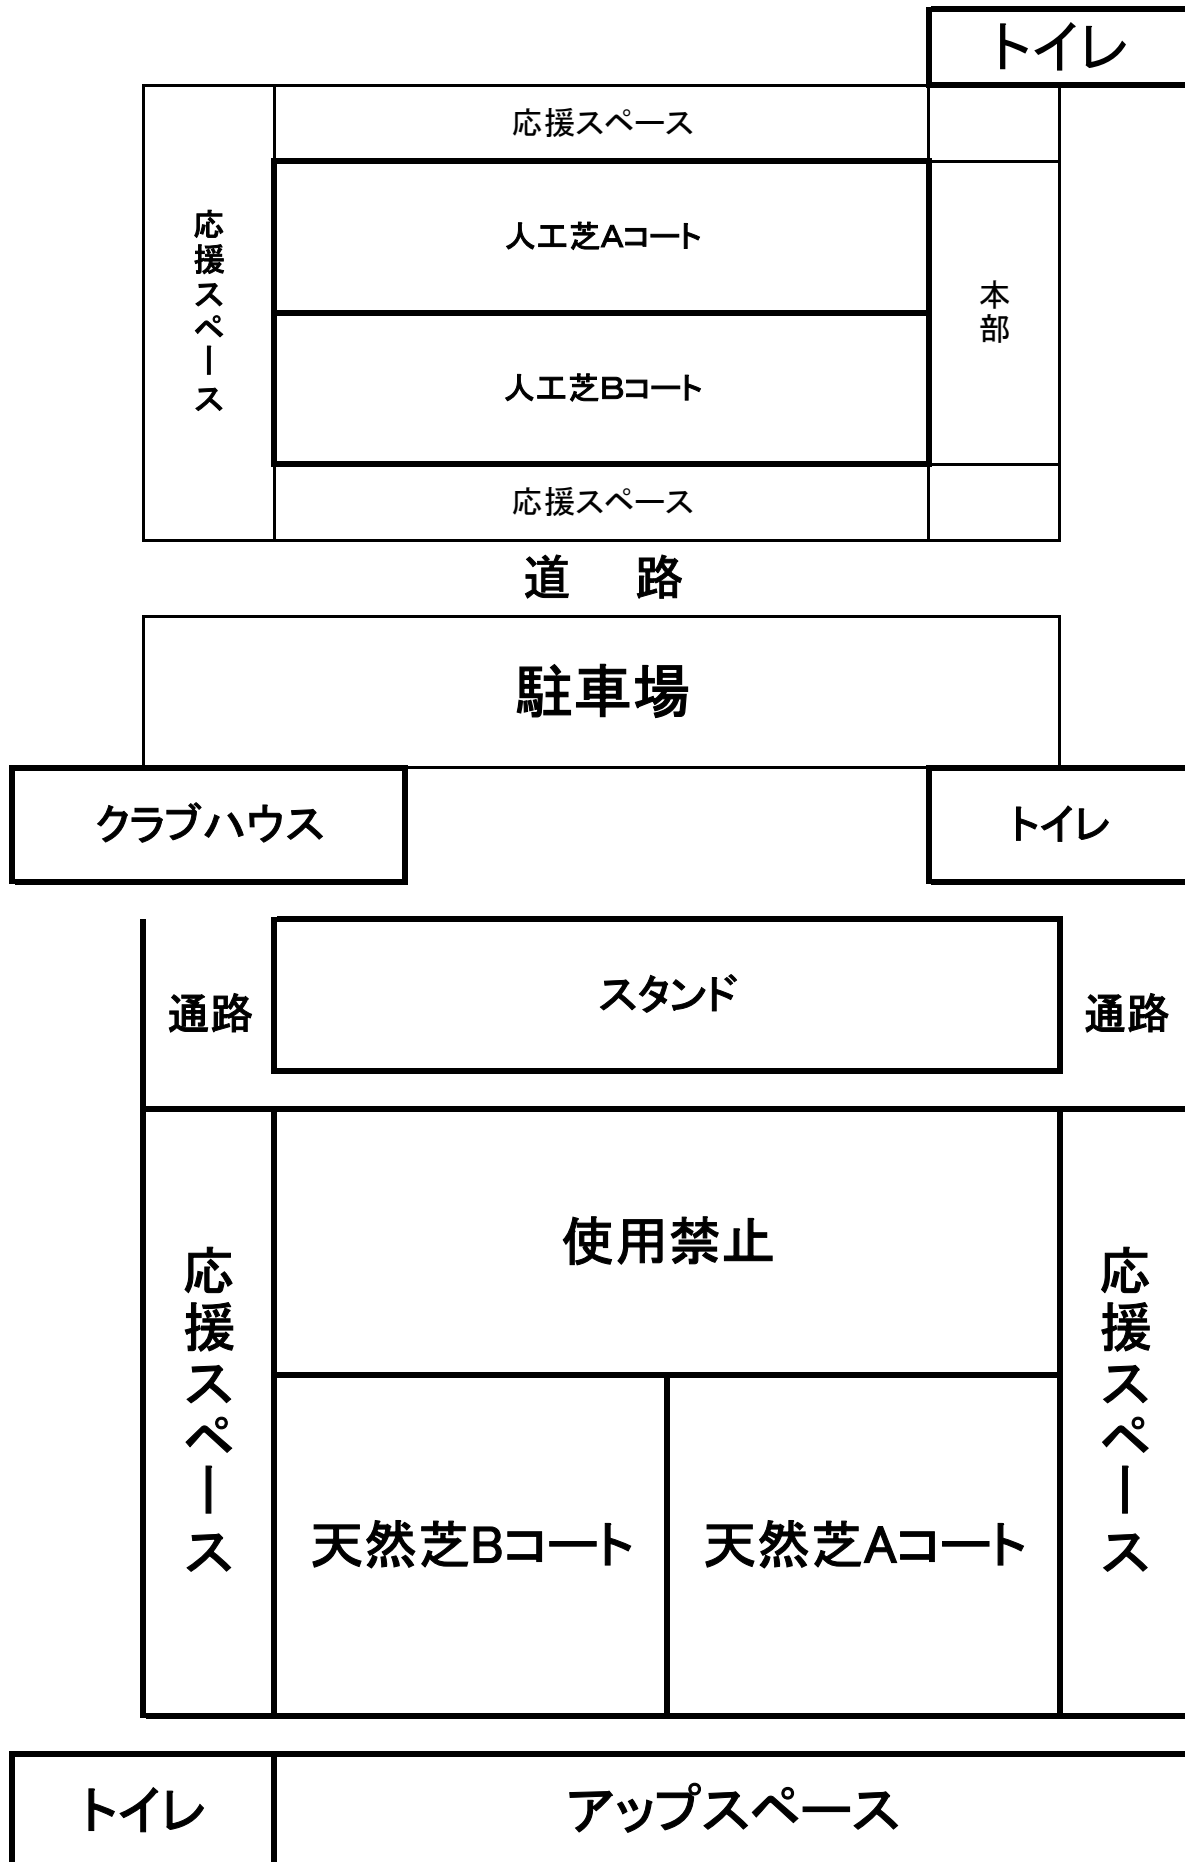 トイレ
応援スペース
応援スペース
人工芝Aコート
本部
人工芝Bコート
応援スペース
道　路
駐車場
クラブハウス
トイレ
通路
スタンド
通路
応援スペース
使用禁止
応援スペース
天然芝Bコート
天然芝Aコート
トイレ
アップスペース